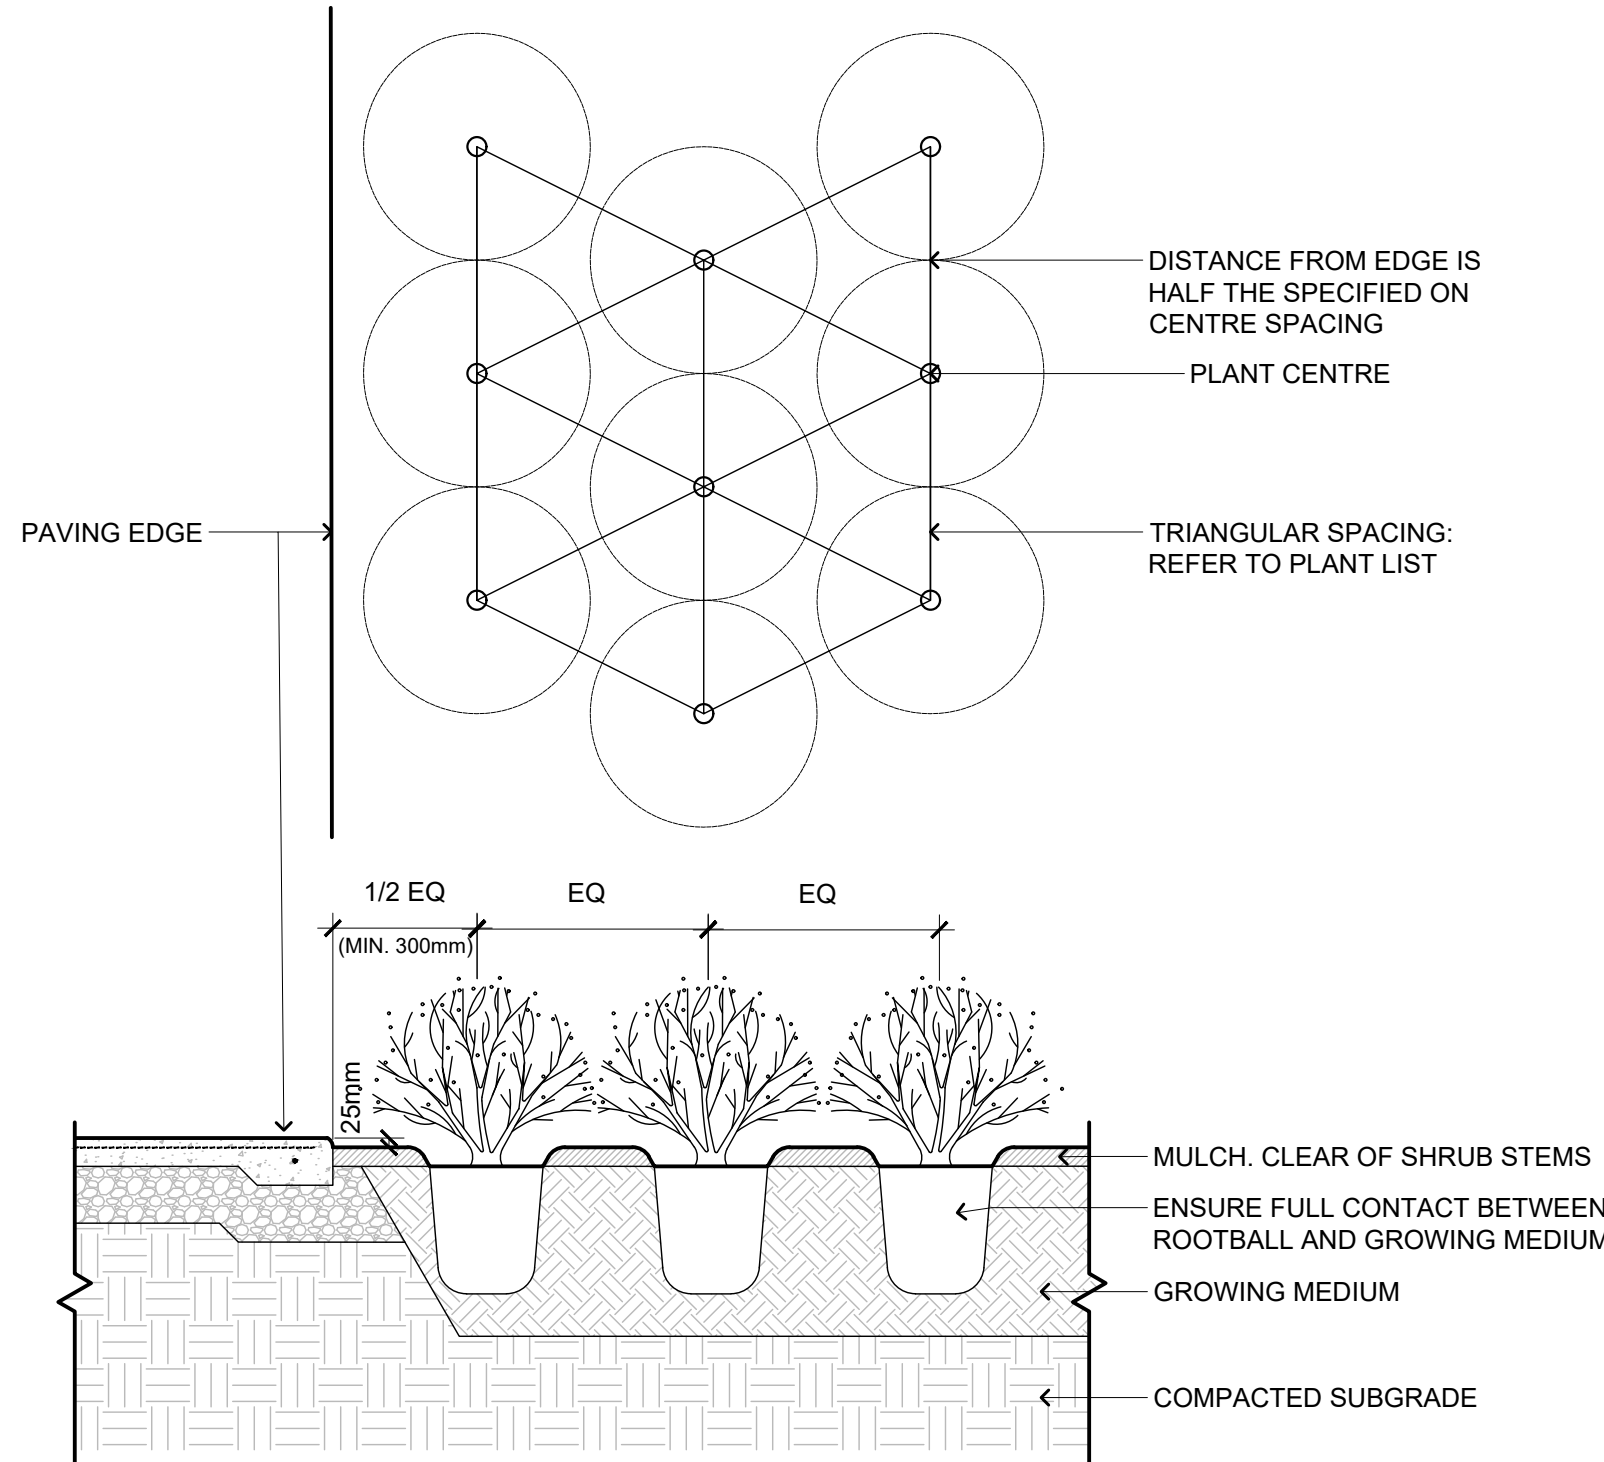 DISTANCE FROM EDGE IS
HALF THE SPECIFIED ON
CENTRE SPACING
PLANT CENTRE
PAVING EDGE
TRIANGULAR SPACING:
REFER TO PLANT LIST
1/2 EQ
EQ
EQ
(MIN. 300mm)
25mm
MULCH. CLEAR OF SHRUB STEMS
ENSURE FULL CONTACT BETWEEN
ROOTBALL AND GROWING MEDIUM
GROWING MEDIUM
COMPACTED SUBGRADE